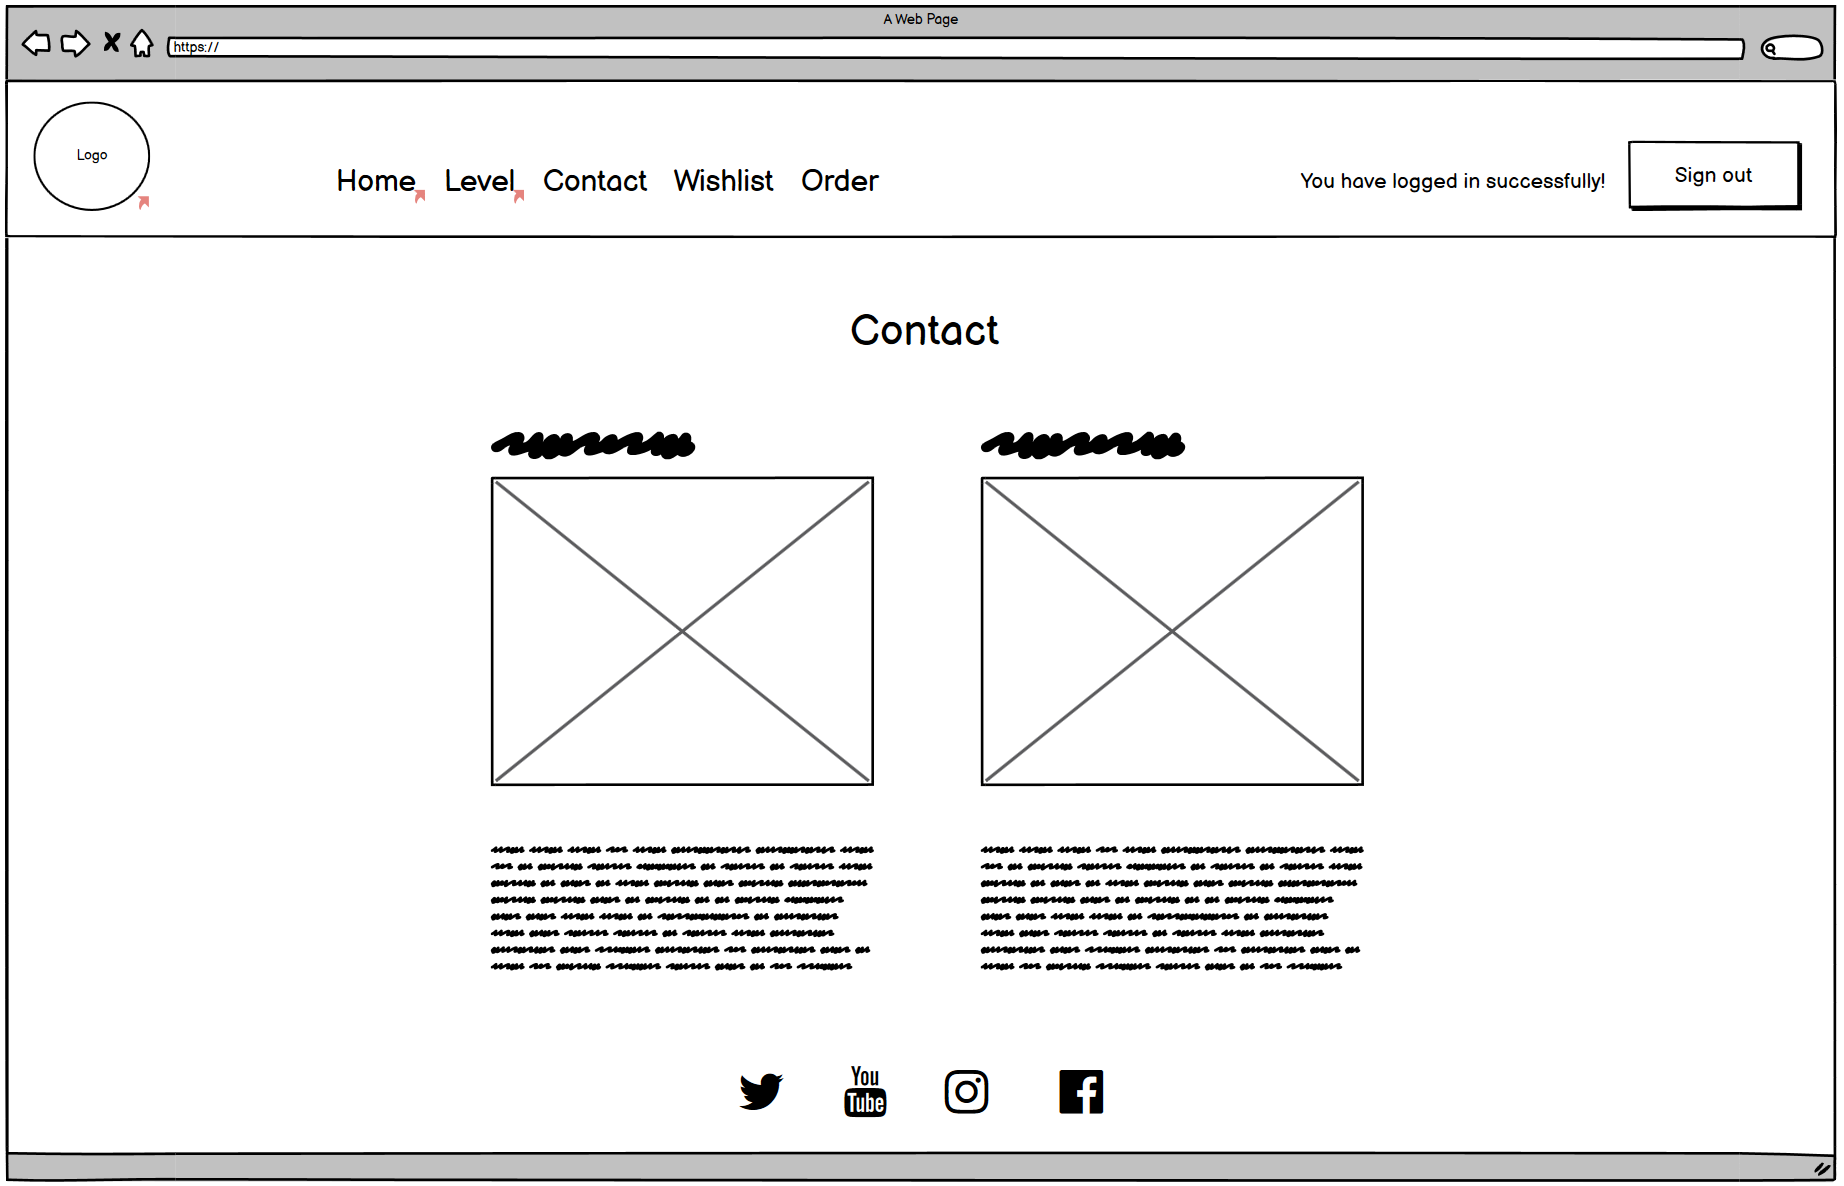 A Web Page
https://
Logo
Home Level Contact Wishlist Order
You have logged in successfully!
Sign out
Contact
You
Tube